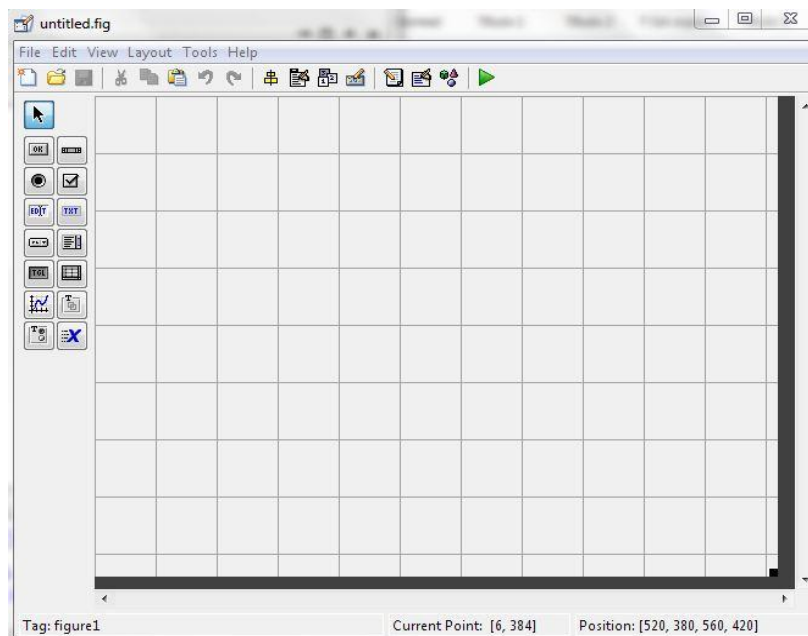 untitled.fig
File Edit View Layout Tools Help
OK
EDIT TXT
TGL
T
T X
Tag: figure1 Current Point: [6, 384] Position: [520, 380, 560, 420]